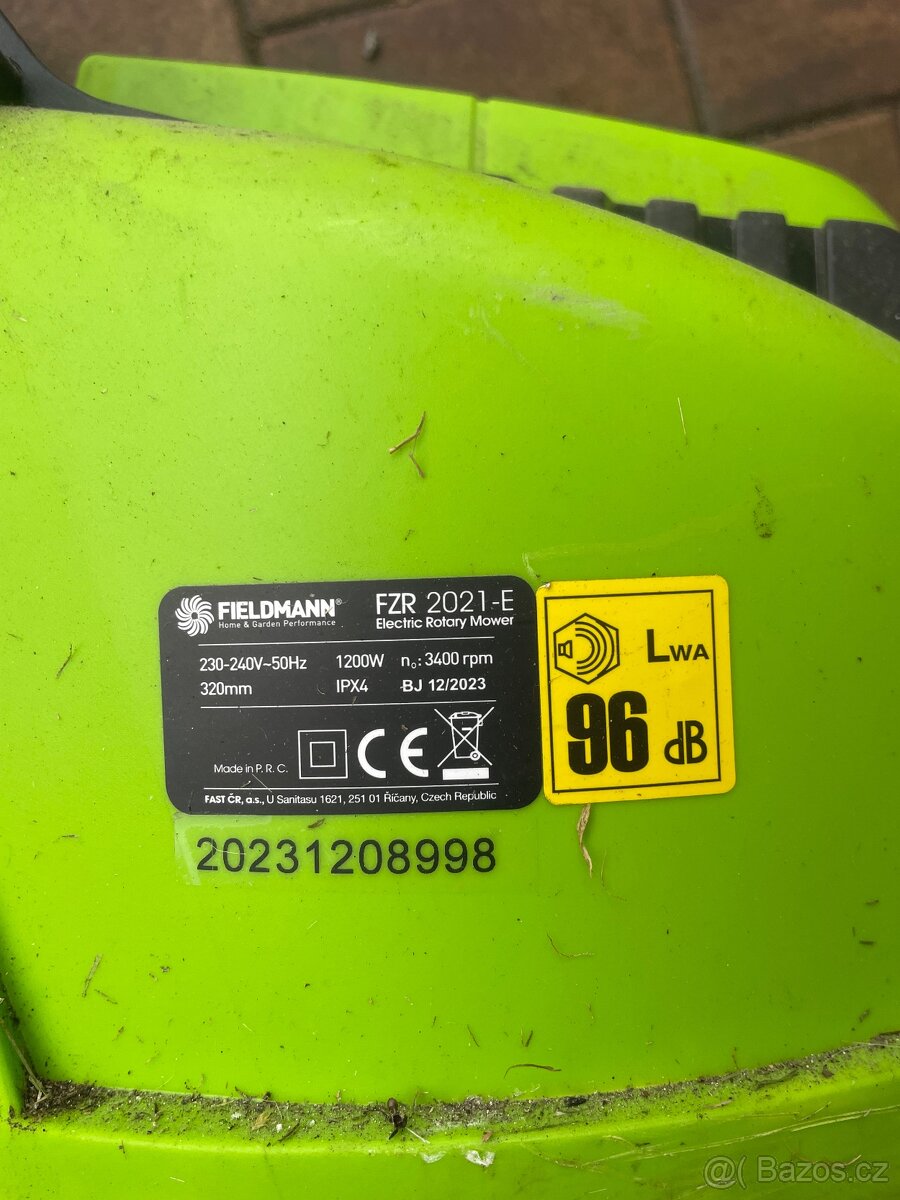 FIELDMANN®
Home & Garden Performance
FZR 2021-E
Electric Rotary Mower
230-240V~50Hz 1200W n₀: 3400 rpm
320mm IPX4 BJ 12/2023
Made in P. R. C.
CE
FAST ČR, a.s., U Sanitasu 1621, 251 01 Říčany, Czech Republic
LWA
96 dB
20231208998
@( Bazos.cz